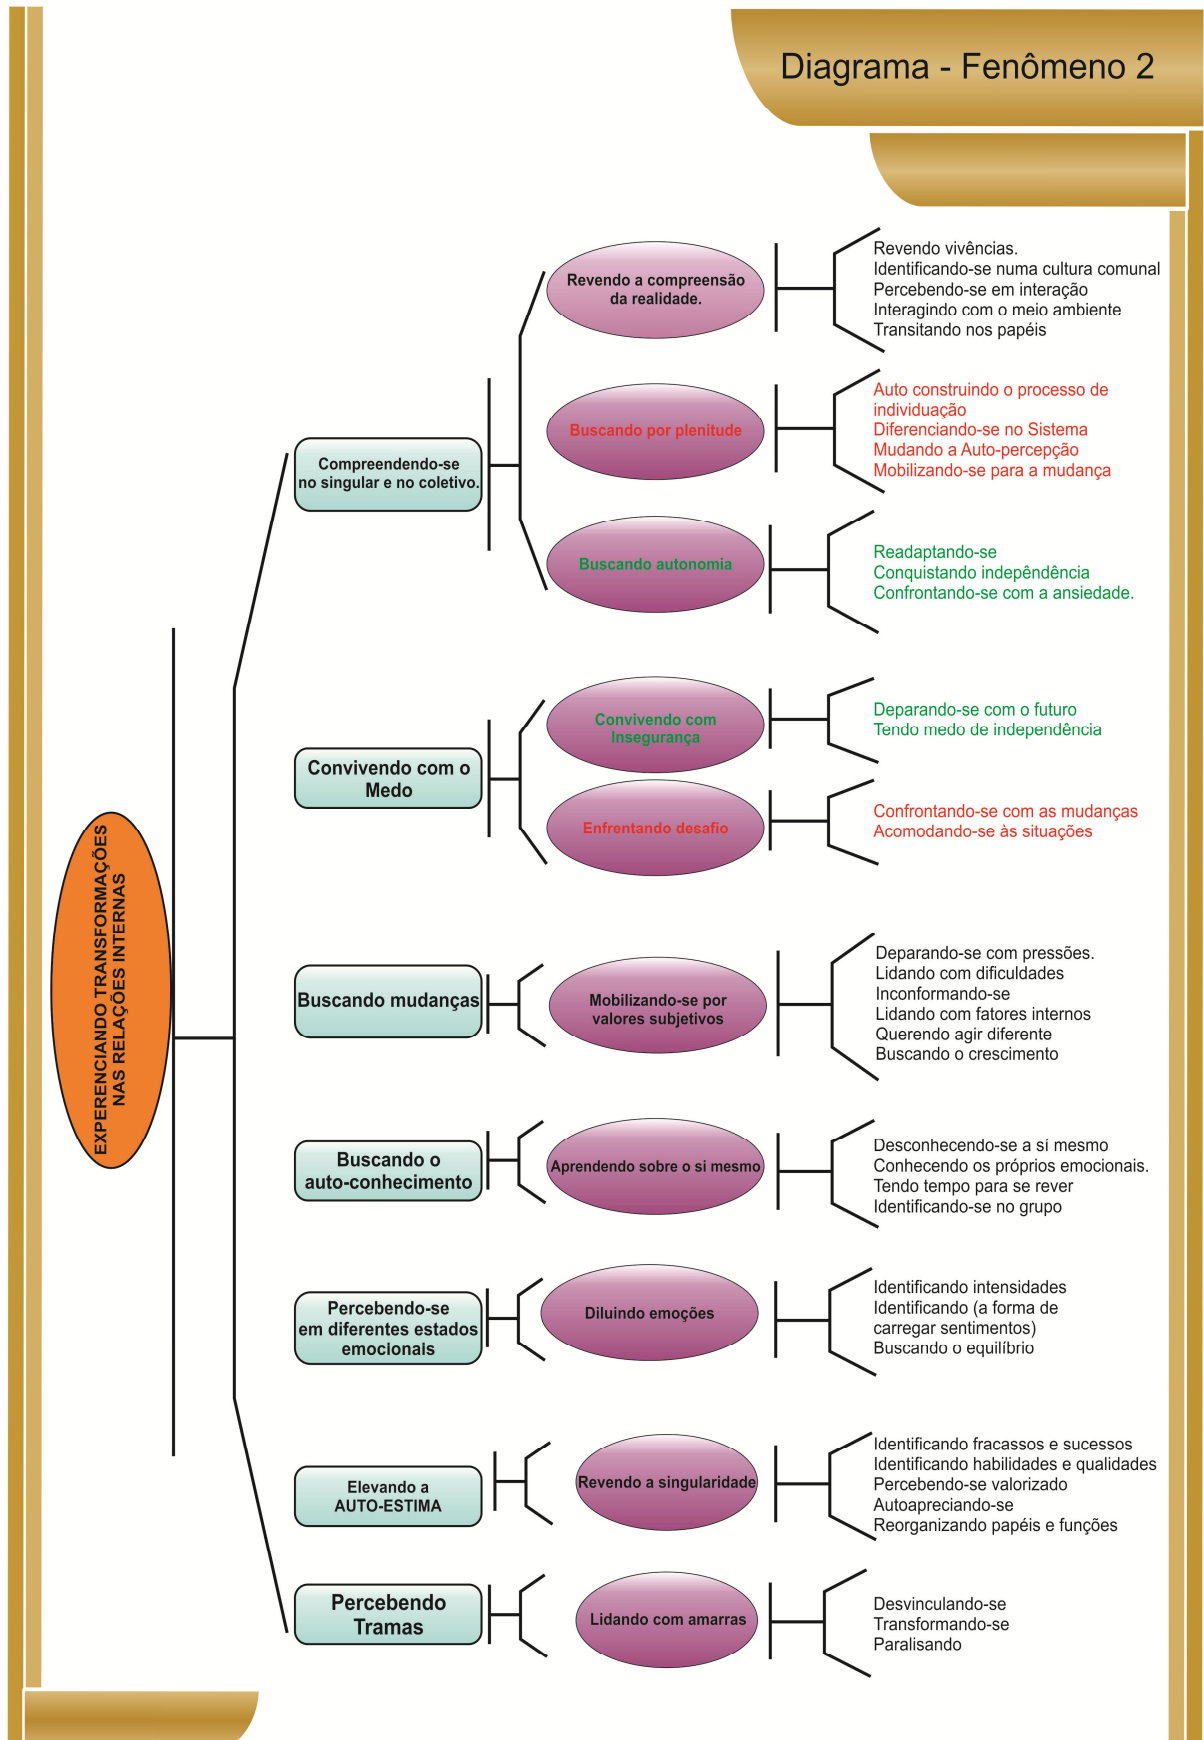 Diagrama - Fenômeno 2
EXPERENCIANDO TRANSFORMAÇÕES
NAS RELAÇÕES INTERNAS
Compreendendo-se
no singular e no coletivo.
Revendo a compreensão
da realidade.
Revendo vivências.
Identificando-se numa cultura comunal
Percebendo-se em interação
Interagindo com o meio ambiente
Transitando nos papéis
Buscando por plenitude
Auto construindo o processo de
individuação
Diferenciando-se no Sistema
Mudando a Auto-percepção
Mobilizando-se para a mudança
Buscando autonomia
Readaptando-se
Conquistando indepêndência
Confrontando-se com a ansiedade.
Convivendo com o
Medo
Convivendo com
Insegurança
Deparando-se com o futuro
Tendo medo de independência
Enfrentando desafio
Confrontando-se com as mudanças
Acomodando-se às situações
Buscando mudanças
Mobilizando-se por
valores subjetivos
Deparando-se com pressões.
Lidando com dificuldades
Inconformando-se
Lidando com fatores internos
Querendo agir diferente
Buscando o crescimento
Buscando o
auto-conhecimento
Aprendendo sobre o si mesmo
Desconhecendo-se a sí mesmo
Conhecendo os próprios emocionais.
Tendo tempo para se rever
Identificando-se no grupo
Percebendo-se
em diferentes estados
emocionais
Diluindo emoções
Identificando intensidades
Identificando (a forma de
carregar sentimentos)
Buscando o equilíbrio
Elevando a
AUTO-ESTIMA
Revendo a singularidade
Identificando fracassos e sucessos
Identificando habilidades e qualidades
Percebendo-se valorizado
Autoapreciando-se
Reorganizando papéis e funções
Percebendo
Tramas
Lidando com amarras
Desvinculando-se
Transformando-se
Paralisando